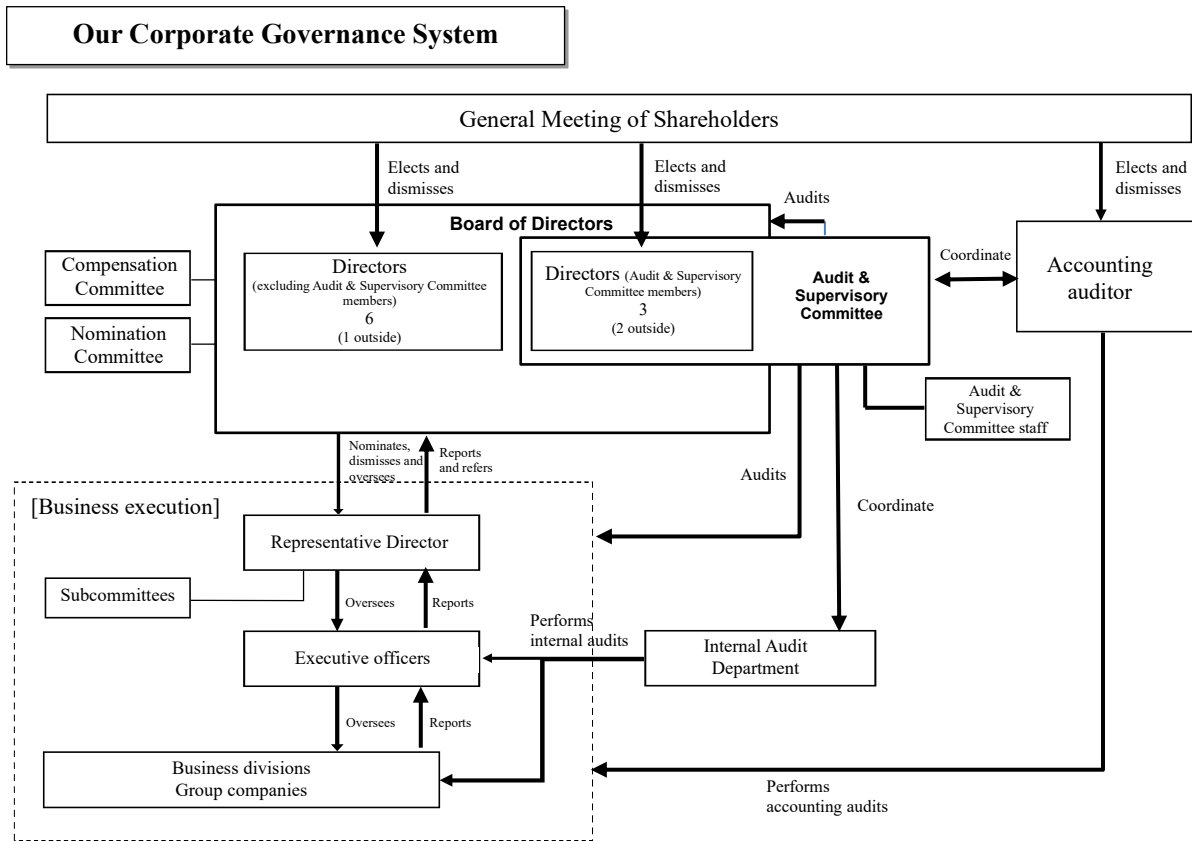 Our Corporate Governance System
General Meeting of Shareholders
Elects and
dismisses
Elects and
dismisses
Elects and
dismisses
Audits
Board of Directors
Compensation
Committee
Nomination
Committee
Directors
(excluding Audit & Supervisory Committee
members)
6
(1 outside)
Directors (Audit & Supervisory
Committee members)
3
(2 outside)
Audit &
Supervisory
Committee
Coordinate
Accounting
auditor
Audit &
Supervisory
Committee staff
Nominates,
dismisses and
oversees
Reports
and refers
Audits
Coordinate
[Business execution]
Representative Director
Subcommittees
Oversees
Reports
Performs
internal audits
Executive officers
Internal Audit
Department
Oversees
Reports
Business divisions
Group companies
Performs
accounting audits